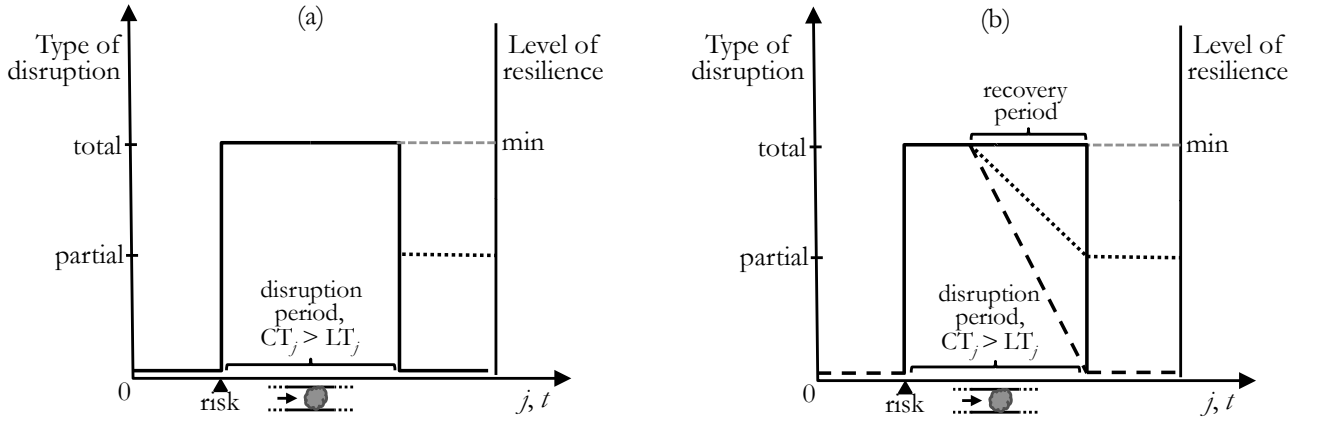 (a)
Type of
disruption
Level of
resilience
total
min
partial
disruption
period,
CTj > LTj
0
risk
j, t
(b)
Type of
disruption
Level of
resilience
recovery
period
total
min
partial
disruption
period,
CTj > LTj
0
risk
j, t